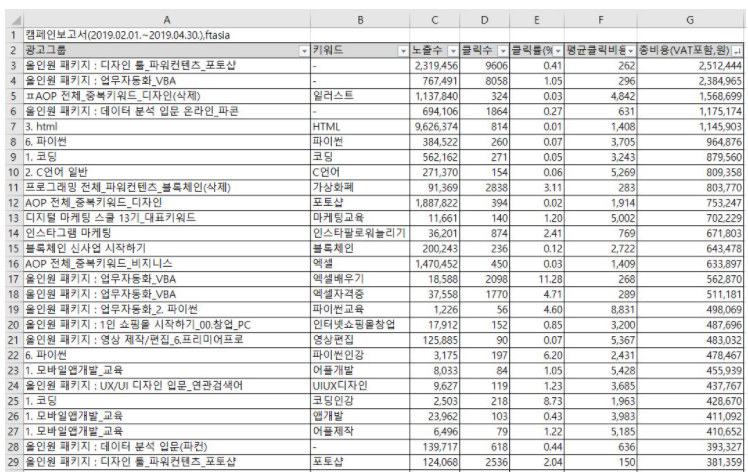 A B C D E F G
1 캠페인보고서(2019.02.01.~2019.04.30.),ftasia
2 광고그룹 키워드 노출수 클릭수 클릭률(% 평균클릭비용 총비용(VAT포함,원)
3 올인원 패키지 : 디자인 툴_파워컨텐츠_포토샵 - 2,319,456 9606 0.41 262 2,512,444
4 올인원 패키지 : 업무자동화_VBA - 767,491 8058 1.05 296 2,384,965
5 ㅍAOP 전체_중복키워드_디자인(삭제) 일러스트 1,137,840 324 0.03 4,842 1,568,699
6 올인원 패키지 : 데이터 분석 입문 온라인_파콘 - 694,106 1864 0.27 631 1,175,174
7 3. html HTML 9,626,374 814 0.01 1,408 1,145,903
8 6. 파이썬 파이썬 384,522 260 0.07 3,705 964,876
9 1. 코딩 코딩 562,162 271 0.05 3,243 879,560
10 2. C언어 일반 C언어 271,370 154 0.06 5,269 809,358
11 프로그래밍 전체_파워컨텐츠_블록체인(삭제) 가상화폐 91,369 2838 3.11 283 803,770
12 AOP 전체_중복키워드_디자인 포토샵 1,887,822 394 0.02 1,914 753,247
13 디지털 마케팅 스쿨 13기_대표키워드 마케팅교육 11,661 140 1.20 5,002 702,229
14 인스타그램 마케팅 인스타팔로워늘리기 36,201 874 2.41 769 671,803
15 블록체인 신사업 시작하기 블록체인 200,243 236 0.12 2,722 643,478
16 AOP 전체_중복키워드_비지니스 엑셀 1,470,452 450 0.03 1,409 633,897
17 올인원 패키지 : 업무자동화_VBA 엑셀배우기 18,588 2098 11.28 268 562,870
18 올인원 패키지 : 업무자동화_VBA 엑셀자격증 37,558 1770 4.71 289 511,181
19 올인원 패키지 : 업무자동화_2. 파이썬 파이썬교육 1,226 56 4.60 8,831 498,069
20 올인원 패키지 : 1인 쇼핑몰 시작하기_00.창업_PC 인터넷쇼핑몰창업 17,912 152 0.85 3,200 487,696
21 올인원 패키지 : 영상 제작/편집_6.프리미어프로 영상편집 125,885 90 0.07 5,367 483,032
22 6. 파이썬 파이썬인강 3,175 197 6.20 2,431 478,467
23 1. 모바일앱개발_교육 어플개발 8,033 84 1.05 5,428 455,939
24 올인원 패키지 : UX/UI 디자인 입문_연관검색어 UIUX디자인 9,627 119 1.23 3,685 437,767
25 1. 코딩 코딩인강 2,503 218 8.73 1,963 428,670
26 1. 모바일앱개발_교육 앱개발 23,962 103 0.43 3,983 411,092
27 1. 모바일앱개발_교육 어플제작 6,496 79 1.22 5,185 410,652
28 올인원 패키지 : 데이터 분석 입문(파컨) - 139,717 618 0.44 636 393,327
29 올인원 패키지 : 디자인 툴_파워컨텐츠_포토샵 포토샵 124,068 2536 2.04 150 381,359